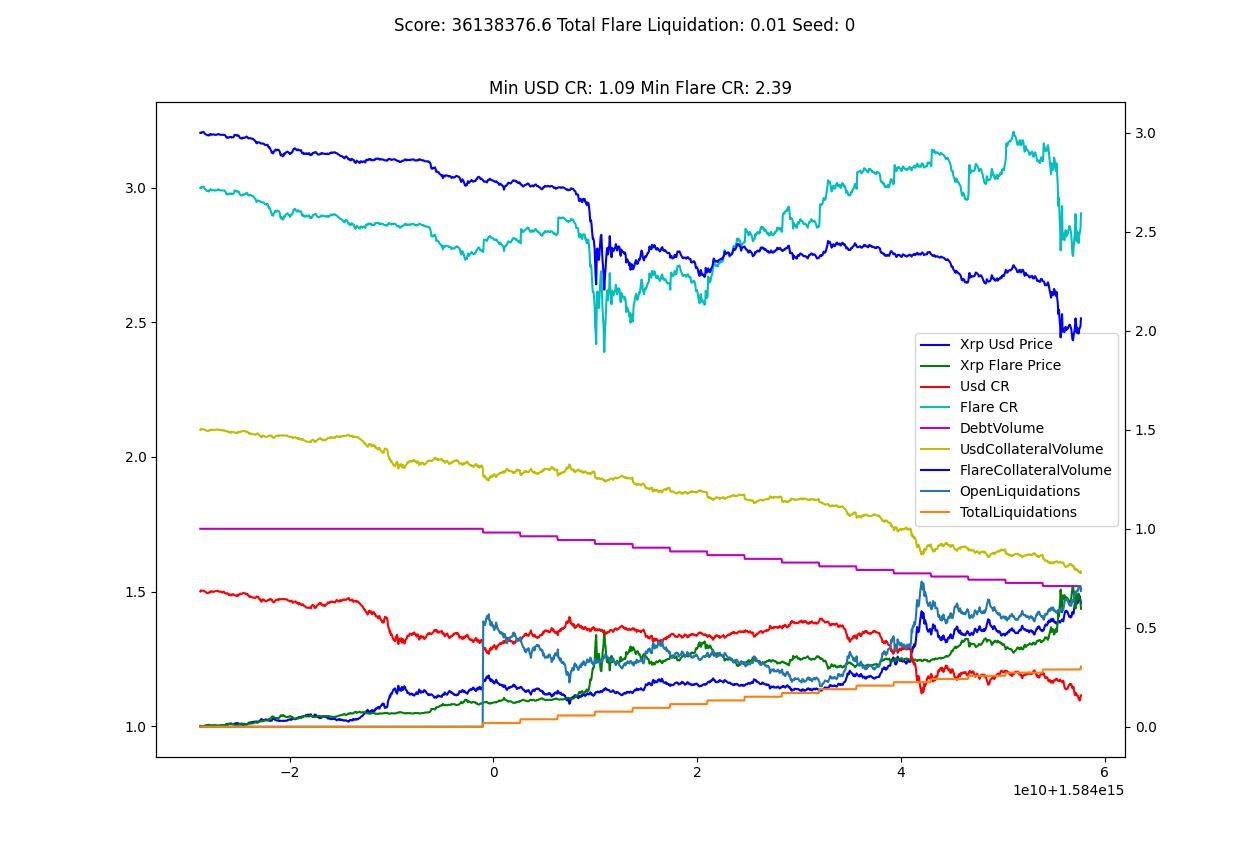 Score: 36138376.6 Total Flare Liquidation: 0.01 Seed: 0
Min USD CR: 1.09 Min Flare CR: 2.39
3.0
2.5
2.0
1.5
1.0
3.0
2.5
2.0
1.5
1.0
0.5
0.0
Xrp Usd Price
Xrp Flare Price
Usd CR
Flare CR
DebtVolume
UsdCollateralVolume
FlareCollateralVolume
OpenLiquidations
TotalLiquidations
−2 0 2 4 6
1e10+1.584e15